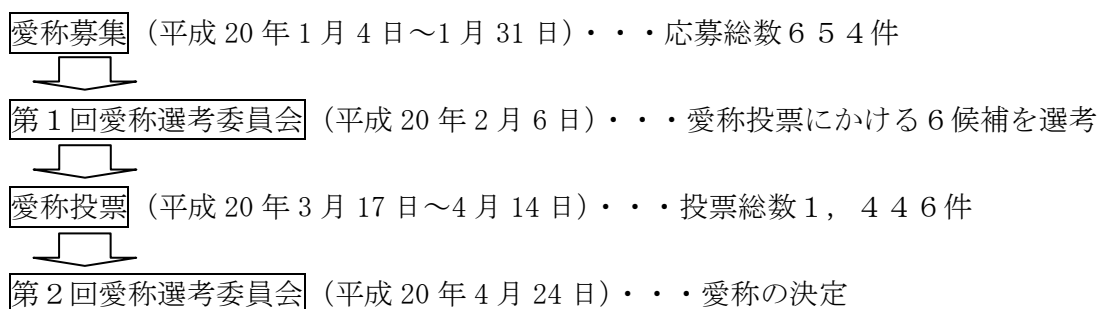 愛称募集（平成 20 年 1 月 4 日～1 月 31 日）・・・応募総数６５４件
第１回愛称選考委員会（平成 20 年 2 月 6 日）・・・愛称投票にかける６候補を選考
愛称投票（平成 20 年 3 月 17 日～4 月 14 日）・・・投票総数１，４４６件
第２回愛称選考委員会（平成 20 年 4 月 24 日）・・・愛称の決定